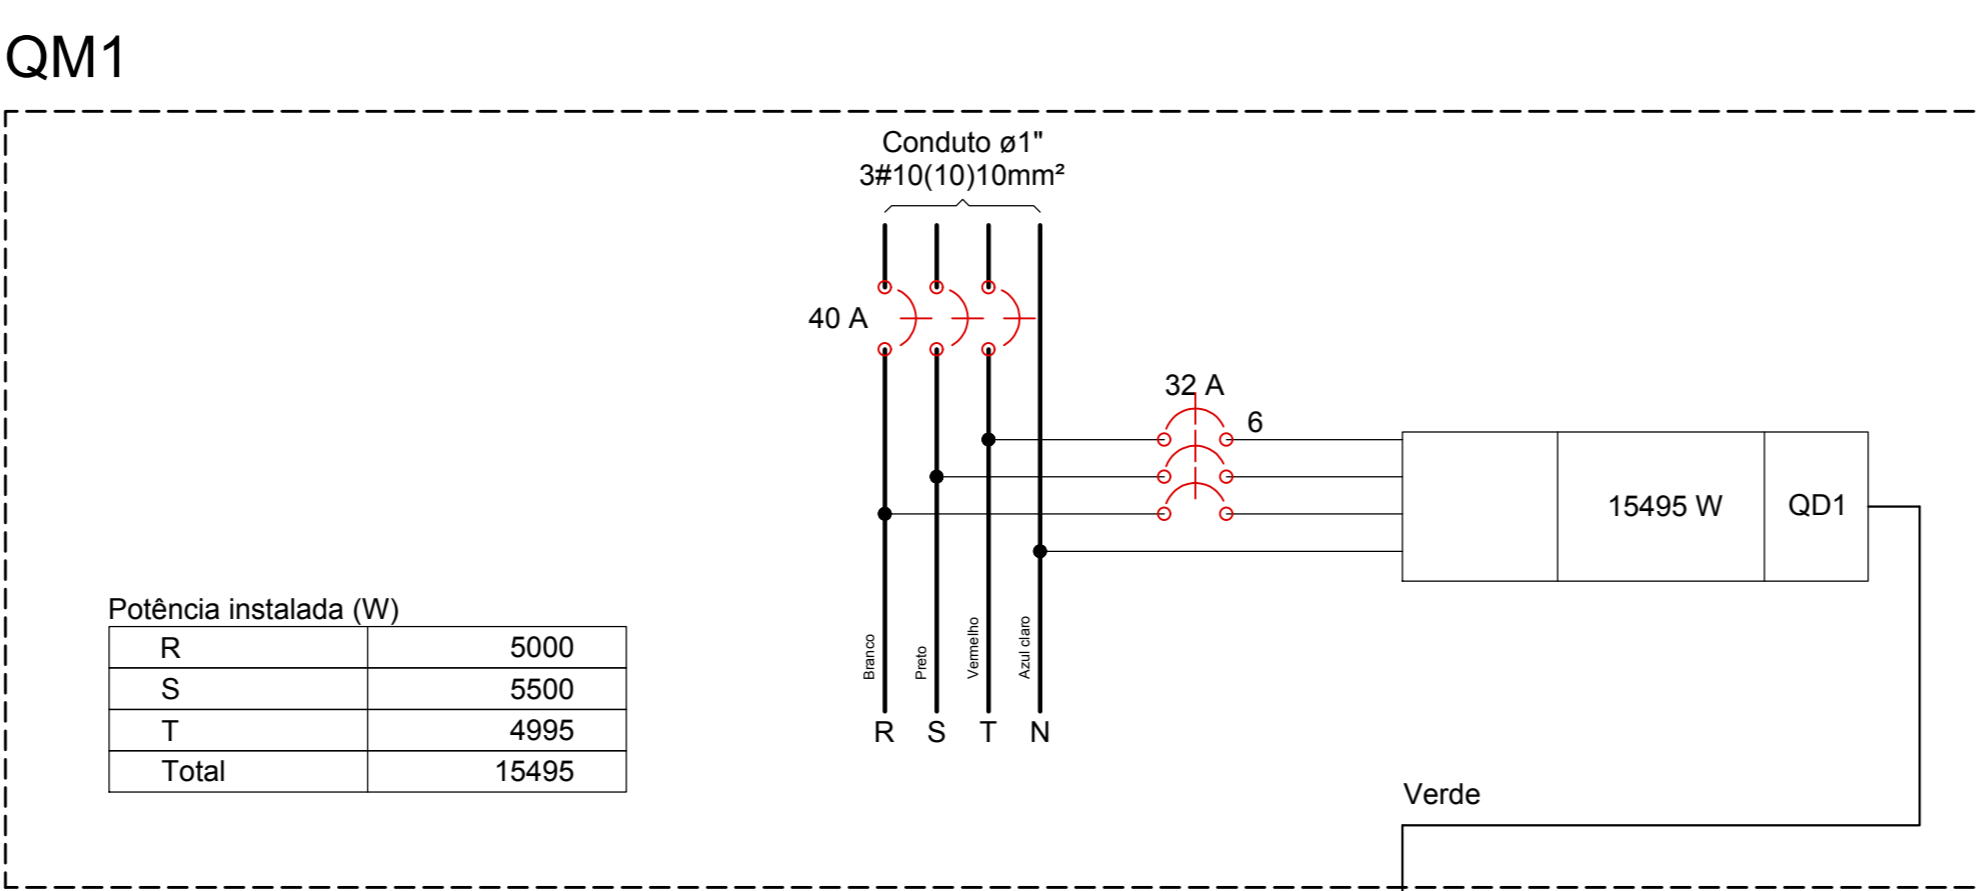 QM1
Conduto ø1"
3#10(10)10mm²
40 A
32 A
6
15495 W
QD1
Potência instalada (W)
R 5000
S 5500
T 4995
Total 15495
Branco
Preto
Vermelho
Azul claro
R S T N
Verde